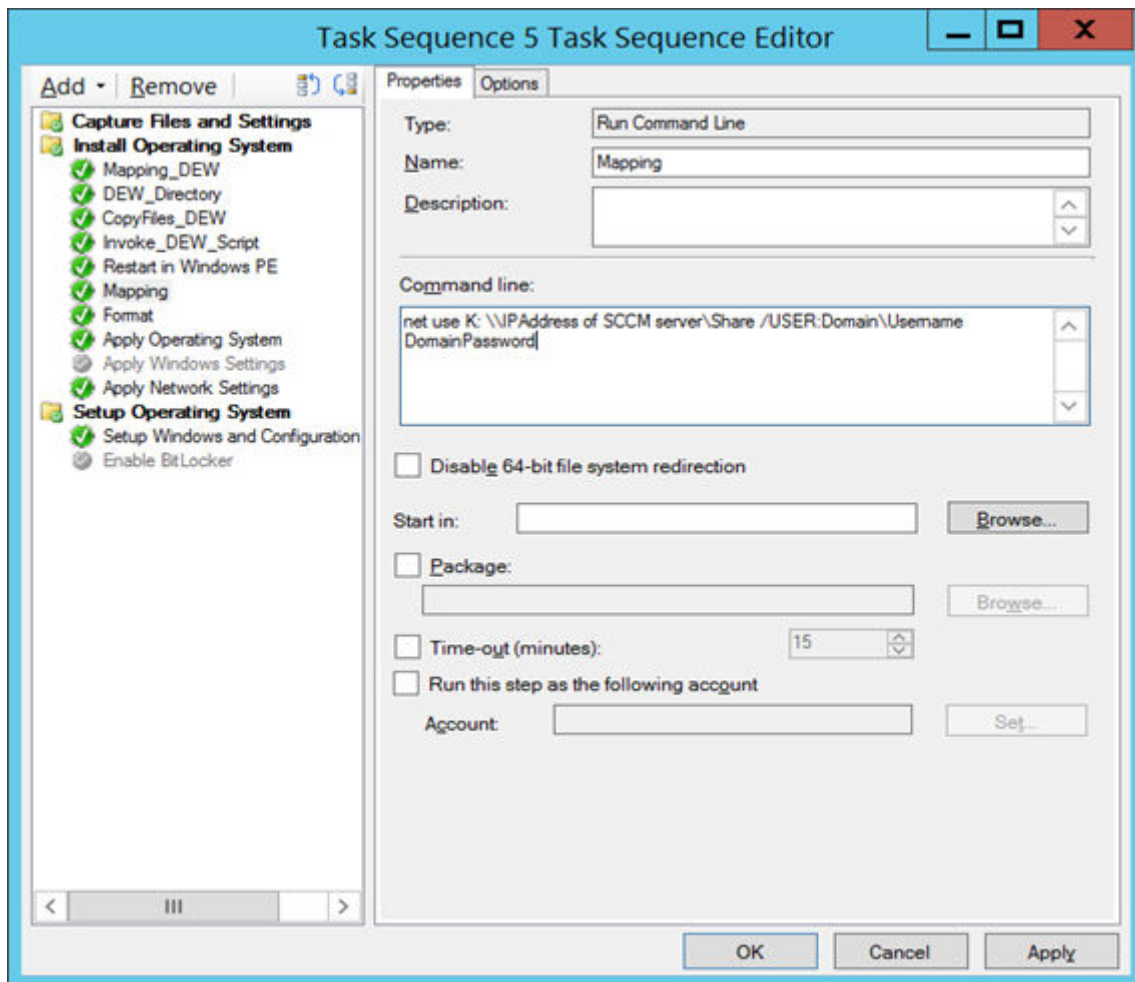 Task Sequence 5 Task Sequence Editor
Add
Remove
Capture Files and Settings
Install Operating System
Mapping_DEW
DEW_Directory
CopyFiles_DEW
Invoke_DEW_Script
Restart in Windows PE
Mapping
Format
Apply Operating System
Apply Windows Settings
Apply Network Settings
Setup Operating System
Setup Windows and Configuration
Enable BitLocker
Properties
Options
Type:
Run Command Line
Name:
Mapping
Description:
Command line:
net use K: \\IPAddress of SCCM server\Share /USER:Domain\Username
DomainPassword
Disable 64-bit file system redirection
Start in:
Browse...
Package:
Browse...
Time-out (minutes):
15
Run this step as the following account
Account:
Set...
OK
Cancel
Apply